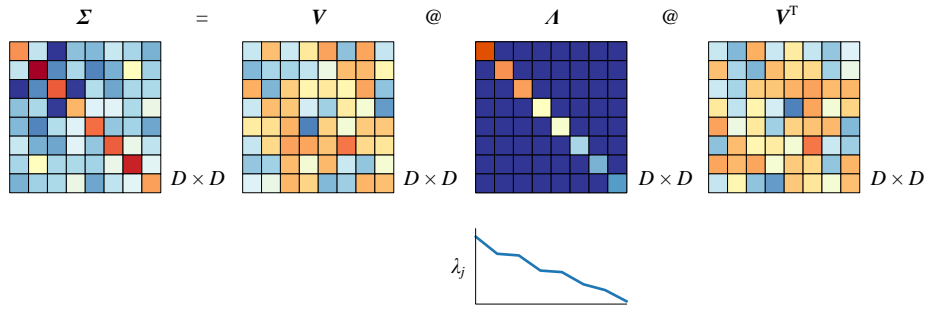 Σ = V @ Λ @ Vᵀ
D × D D × D D × D D × D
λⱼ